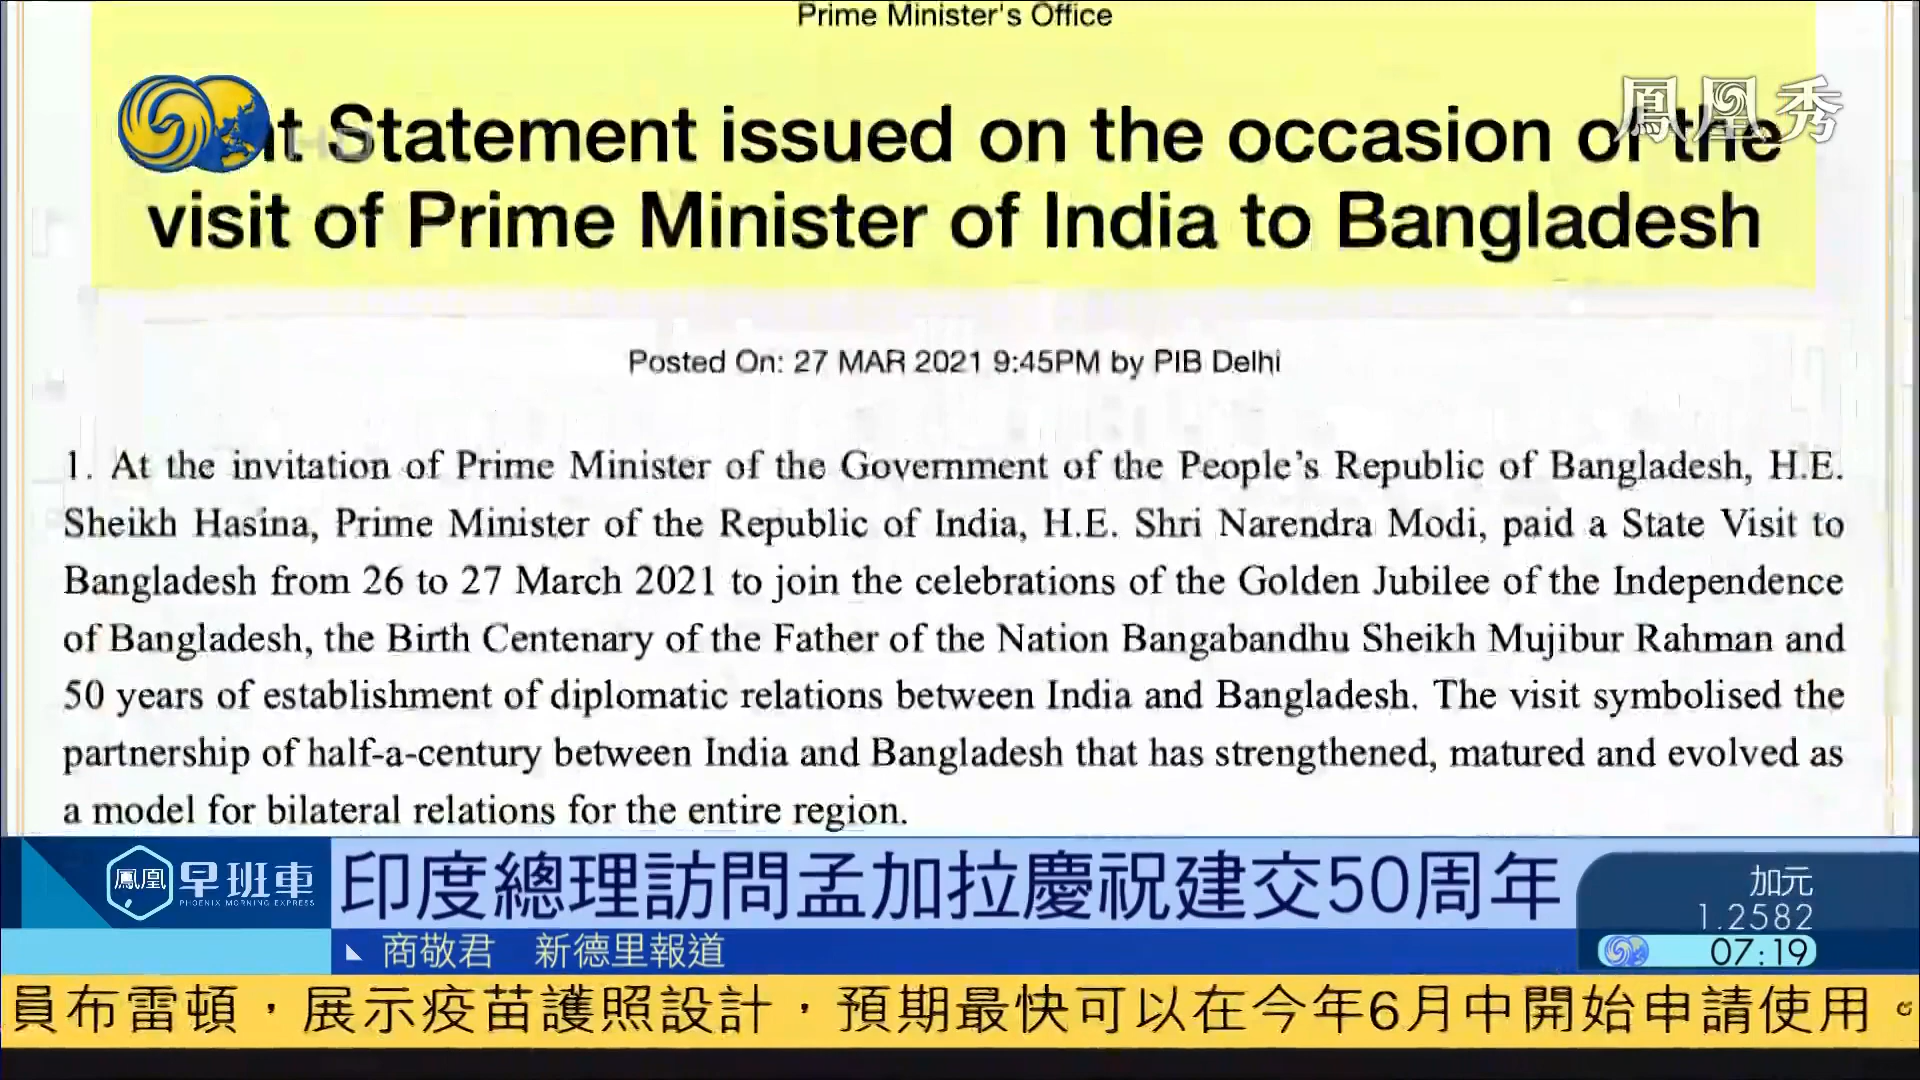 Prime Minister's Office
鳳凰秀
nt Statement issued on the occasion of the
visit of Prime Minister of India to Bangladesh
Posted On: 27 MAR 2021 9:45PM by PIB Delhi
1. At the invitation of Prime Minister of the Government of the People's Republic of Bangladesh, H.E.
Sheikh Hasina, Prime Minister of the Republic of India, H.E. Shri Narendra Modi, paid a State Visit to
Bangladesh from 26 to 27 March 2021 to join the celebrations of the Golden Jubilee of the Independence
of Bangladesh, the Birth Centenary of the Father of the Nation Bangabandhu Sheikh Mujibur Rahman and
50 years of establishment of diplomatic relations between India and Bangladesh. The visit symbolised the
partnership of half-a-century between India and Bangladesh that has strengthened, matured and evolved as
a model for bilateral relations for the entire region.
鳳凰 早班車
PHOENIX MORNING EXPRESS
印度總理訪問孟加拉慶祝建交50周年
加元
1.2582
商敬君 新德里報道
07:19
員布雷頓，展示疫苗護照設計，預期最快可以在今年6月中開始申請使用。